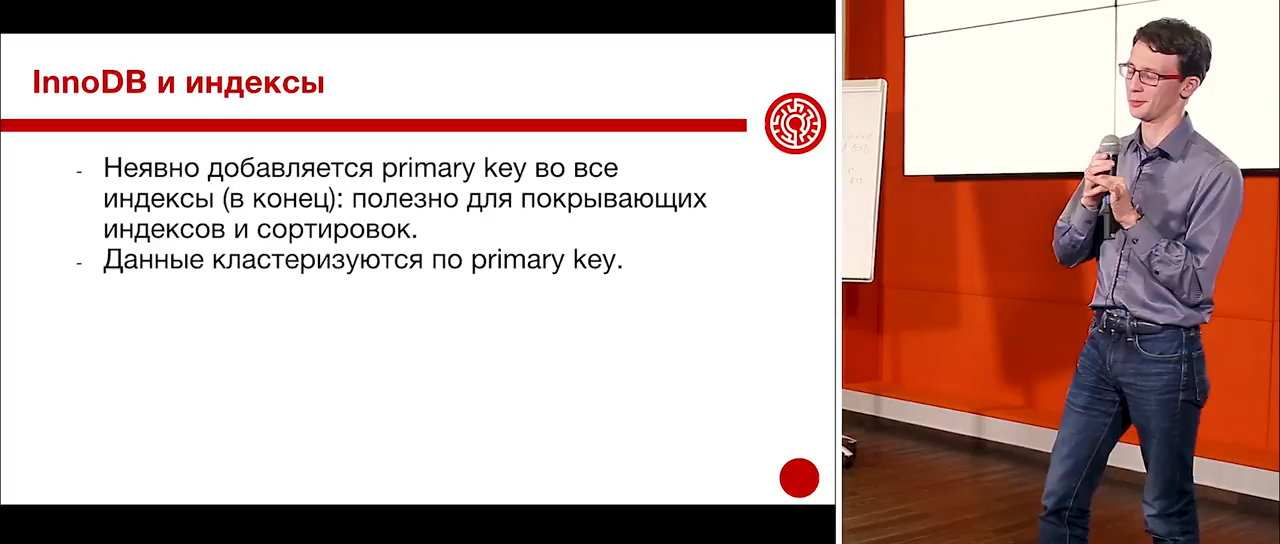 InnoDB и индексы
- Неявно добавляется primary key во все
индексы (в конец): полезно для покрывающих
индексов и сортировок.
- Данные кластеризуются по primary key.